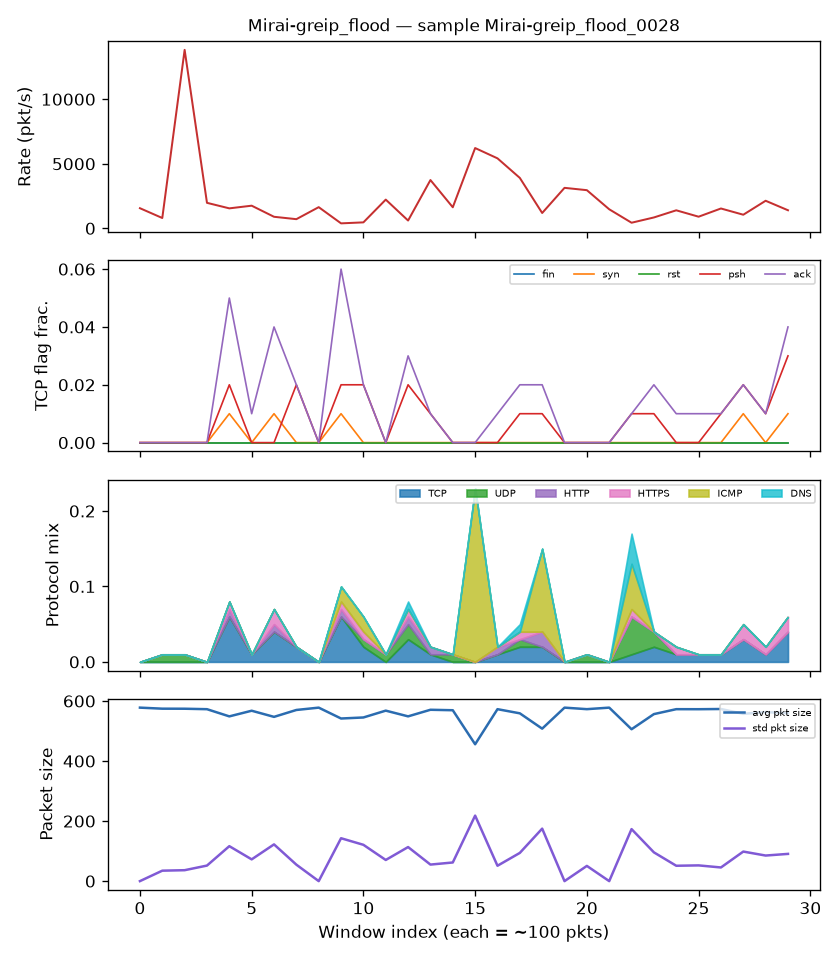 Mirai-greip_flood — sample Mirai-greip_flood_0028
Rate (pkt/s)
10000
5000
0
TCP flag frac.
0.06
0.04
0.02
0.00
fin syn rst psh ack
Protocol mix
0.2
0.1
0.0
TCP UDP HTTP HTTPS ICMP DNS
Packet size
600
400
200
0
avg pkt size
std pkt size
0 5 10 15 20 25 30
Window index (each = ~100 pkts)